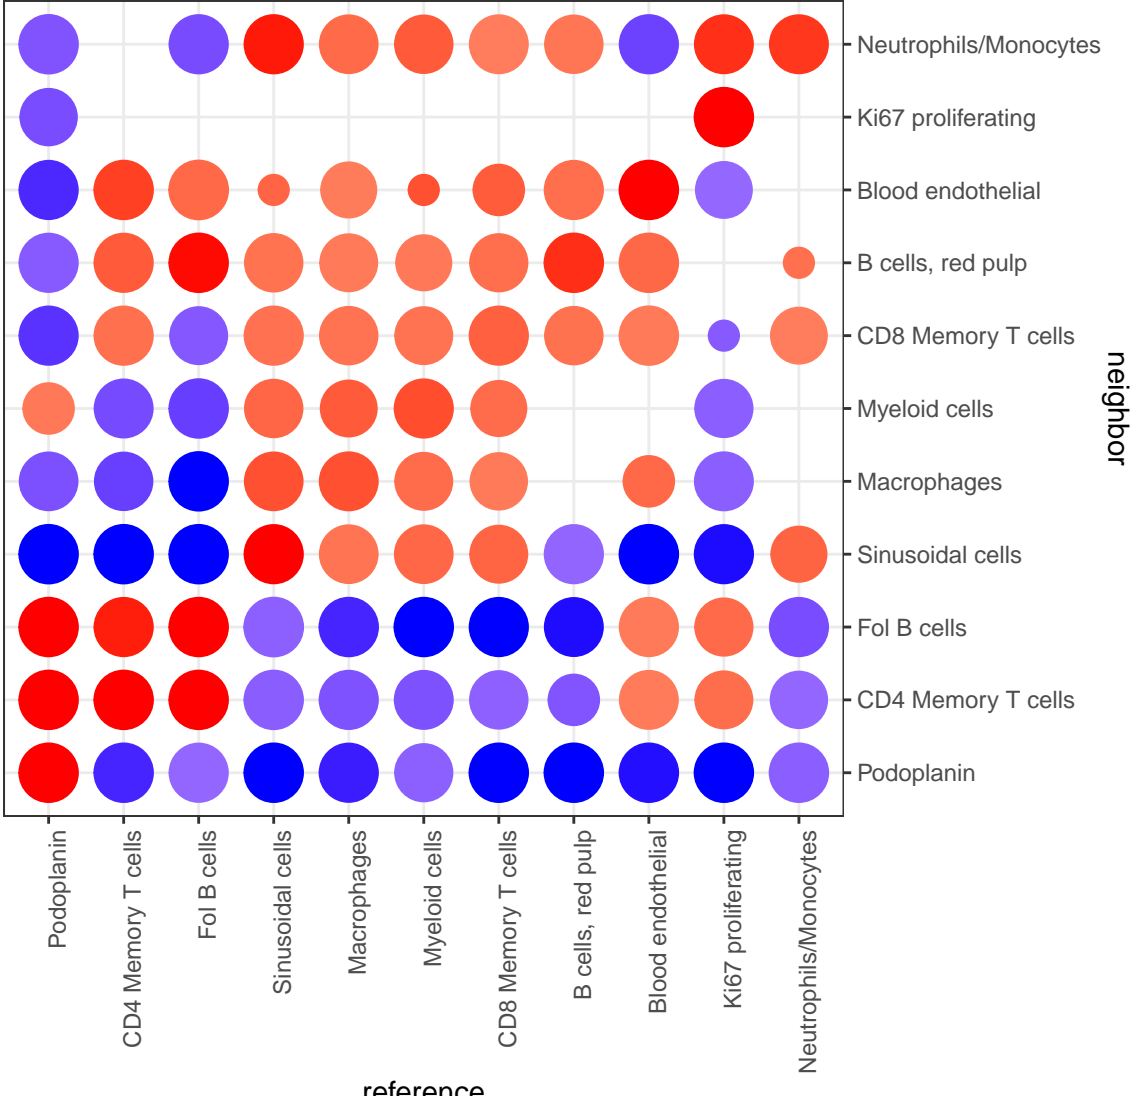 Neutrophils/Monocytes
Ki67 proliferating
Blood endothelial
B cells, red pulp
CD8 Memory T cells
Myeloid cells
Macrophages
Sinusoidal cells
Fol B cells
CD4 Memory T cells
Podoplanin
neighbor
Podoplanin
CD4 Memory T cells
Fol B cells
Sinusoidal cells
Macrophages
Myeloid cells
CD8 Memory T cells
B cells, red pulp
Blood endothelial
Ki67 proliferating
Neutrophils/Monocytes
reference